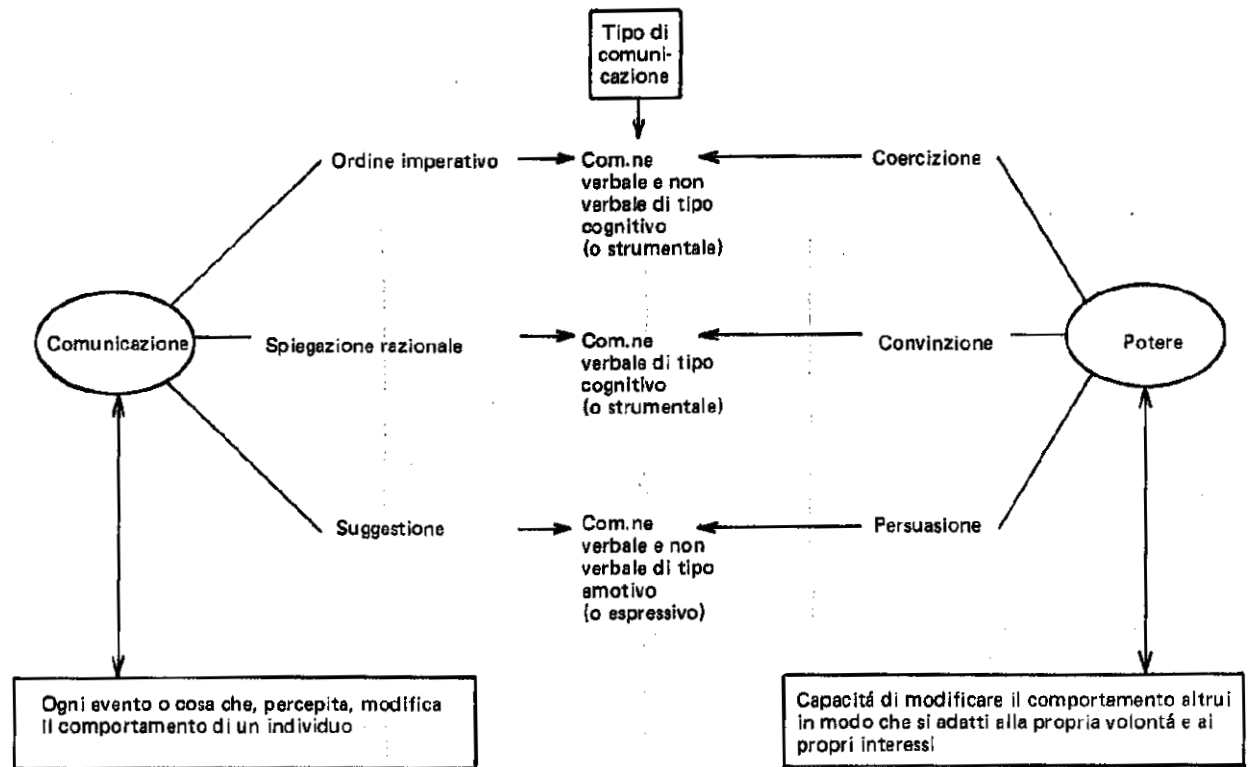 Tipo di
comuni-
cazione
Ordine imperativo
Com.ne
verbale e non
verbale di tipo
cognitivo
(o strumentale)
Coercizione
Comunicazione
Spiegazione razionale
Com.ne
verbale di tipo
cognitivo
(o strumentale)
Convinzione
Potere
Suggestione
Com.ne
verbale e non
verbale di tipo
emotivo
(o espressivo)
Persuasione
Ogni evento o cosa che, percepita, modifica
il comportamento di un individuo
Capacitá di modificare il comportamento altrui
in modo che si adatti alla propria volontá e ai
propri interessi